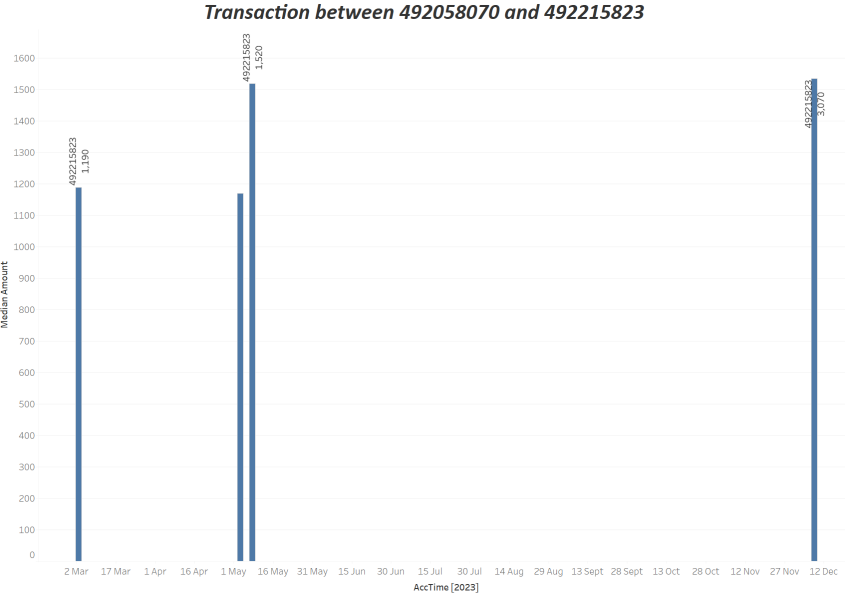 Transaction between 492058070 and 492215823
1600
1500
1400
1300
1200
1100
1000
900
800
700
600
500
400
300
200
100
0
Median Amount
492215823
1,190
492215823
1,520
492215823
3,070
2 Mar
17 Mar
1 Apr
16 Apr
1 May
16 May
31 May
15 Jun
30 Jun
15 Jul
30 Jul
14 Aug
29 Aug
13 Sept
28 Sept
13 Oct
28 Oct
12 Nov
27 Nov
12 Dec
AccTime [2023]